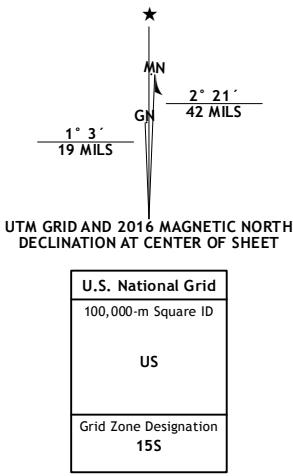 ★
MN
GN
2° 21´
42 MILS
1° 3´
19 MILS
UTM GRID AND 2016 MAGNETIC NORTH
DECLINATION AT CENTER OF SHEET
U.S. National Grid
100,000-m Square ID
US
Grid Zone Designation
15S